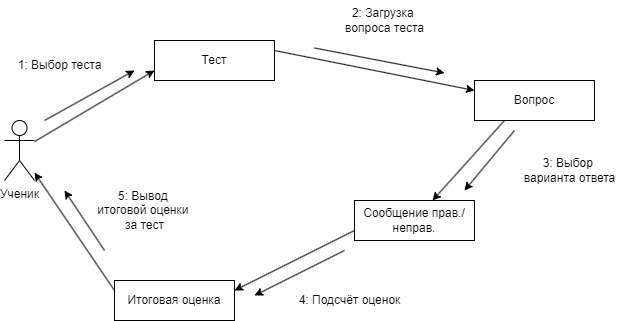 2: Загрузка
вопроса теста
1: Выбор теста
Тест
Вопрос
3: Выбор
варианта ответа
Ученик
5: Вывод
итоговой оценки
за тест
Сообщение прав./
неправ.
Итоговая оценка
4: Подсчёт оценок